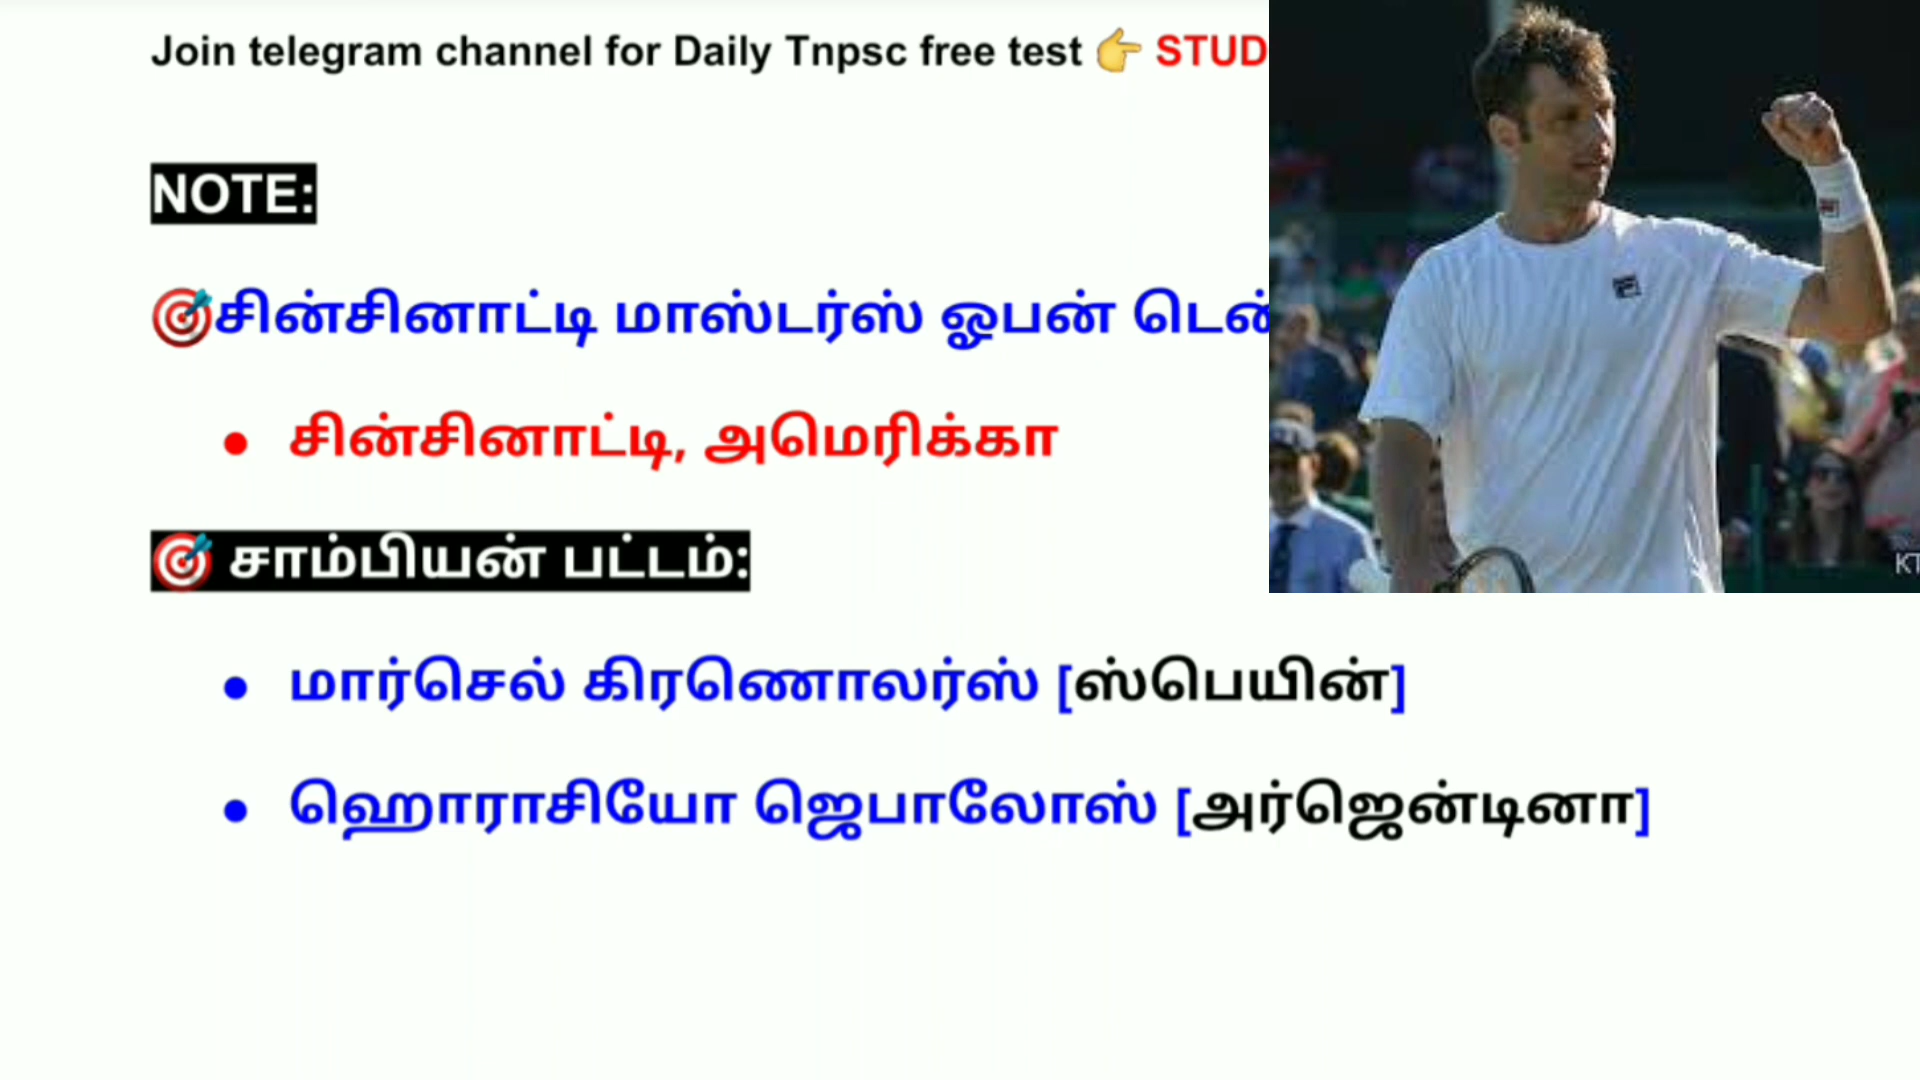 Join telegram channel for Daily Tnpsc free test 👉 STUD
NOTE:
🎯சின்சினாட்டி மாஸ்டர்ஸ் ஓபன்
● சின்சினாட்டி, அமெரிக்கா
🎯 சாம்பியன் பட்டம்:
● மார்செல் கிரணொலர்ஸ் [ஸ்பெயின்]
● ஹொராசியோ ஜெபாலோஸ் [அர்ஜென்டினா]
KT